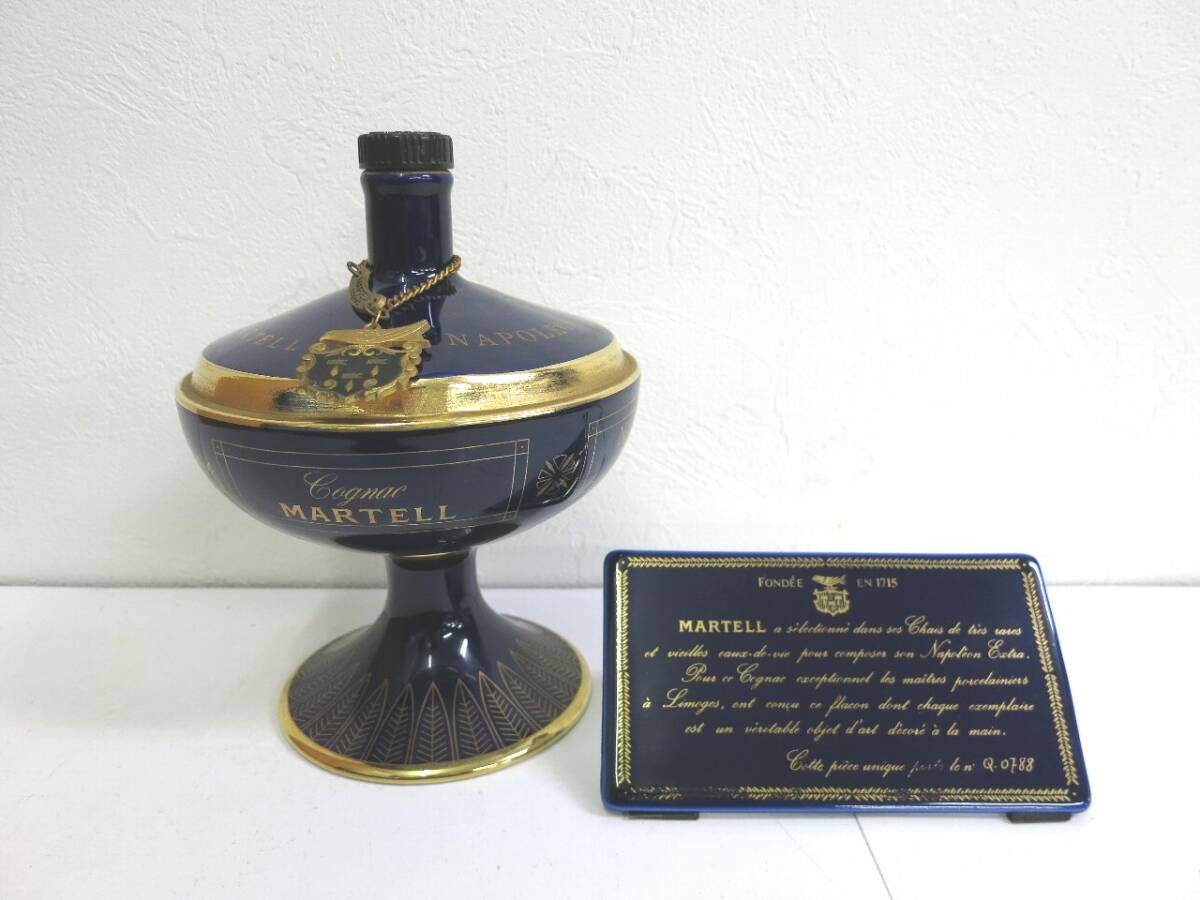 TELL NAPOLÉ
Cognac
MARTELL
FONDÉE EN 1715
MARTELL a sélectionné dans ses Chais de très rares
et vieilles eaux-de-vie pour composer son Napoléon Extra.
Pour ce Cognac exceptionnel les maîtres porcelainiers
à Limoges, ont conçu ce flacon dont chaque exemplaire
est un véritable objet d'art décoré à la main.
Cette pièce unique porte le n° Q-0788